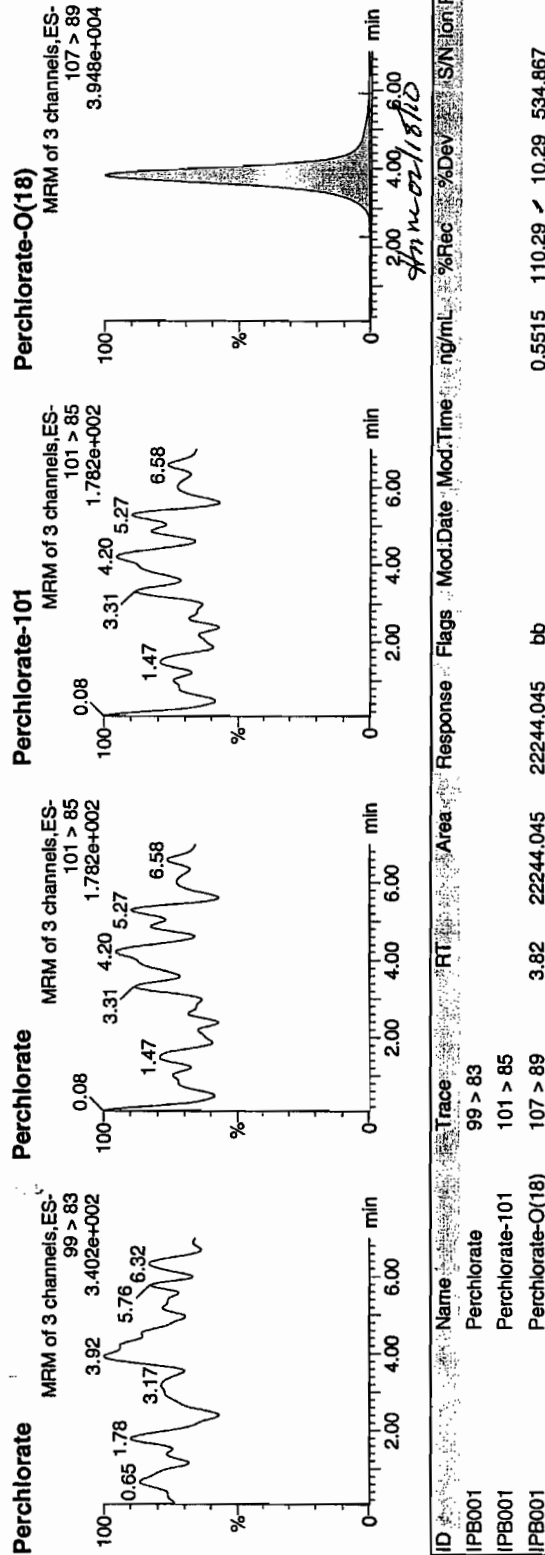 Perchlorate
MRM of 3 channels,ES-
99 > 83
3.402e+002
100
3.92
0.65
1.78
3.17
5.76
6.32
%
0
2.00
4.00
6.00
min
Perchlorate
MRM of 3 channels,ES-
101 > 85
1.782e+002
0.08
100
1.47
3.31
4.20
5.27
6.58
%
0
2.00
4.00
6.00
min
Perchlorate-101
MRM of 3 channels,ES-
101 > 85
1.782e+002
0.08
100
1.47
3.31
4.20
5.27
6.58
%
0
2.00
4.00
6.00
min
Perchlorate-O(18)
MRM of 3 channels,ES-
107 > 89
3.948e+004
100
%
0
2.00
4.00
6.00
min
02/18/10
ID Name Trace RT Area Response Flags Mod.Date Mod.Time ng/mL %Rec %Dev S/N Ion
IPB001 Perchlorate 99 > 83
IPB001 Perchlorate-101 101 > 85
IPB001 Perchlorate-O(18) 107 > 89 3.82 22244.045 22244.045 bb 0.5515 110.29 ✓ 10.29 534.867